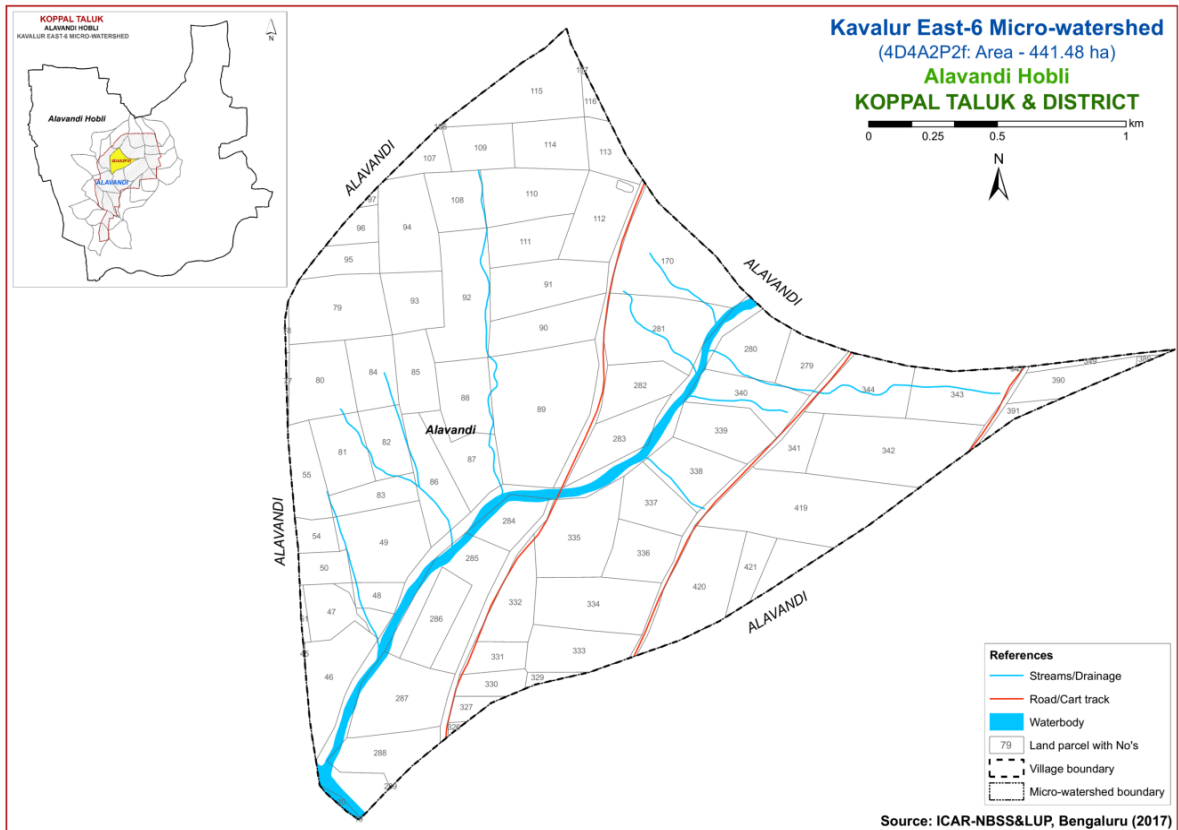 KOPPAL TALUK
ALAVANDI HOBLI
KAVALUR EAST-6 MICRO-WATERSHED
N
Alavandi Hobli
ALAVANDI
Kavalur East-6 Micro-watershed
(4D4A2P2f: Area - 441.48 ha)
Alavandi Hobli
KOPPAL TALUK & DISTRICT
km
0 0.25 0.5 1
N
115
116
114
113
109
107
ALAVANDI
110
108
112
97
96
94
111
95
170
ALAVANDI
91
93
92
79
90
281
280
279
84
85
80
282
340
344
343
349
390
391
88
89
Alavandi
82
81
87
283
339
341
342
338
55
86
83
337
419
284
54
49
335
336
285
50
421
420
ALAVANDI
48
47
286
332
334
ALAVANDI
333
331
46
330
329
287
327
288
References
Streams/Drainage
Road/Cart track
Waterbody
79 Land parcel with No's
Village boundary
Micro-watershed boundary
Source: ICAR-NBSS&LUP, Bengaluru (2017)